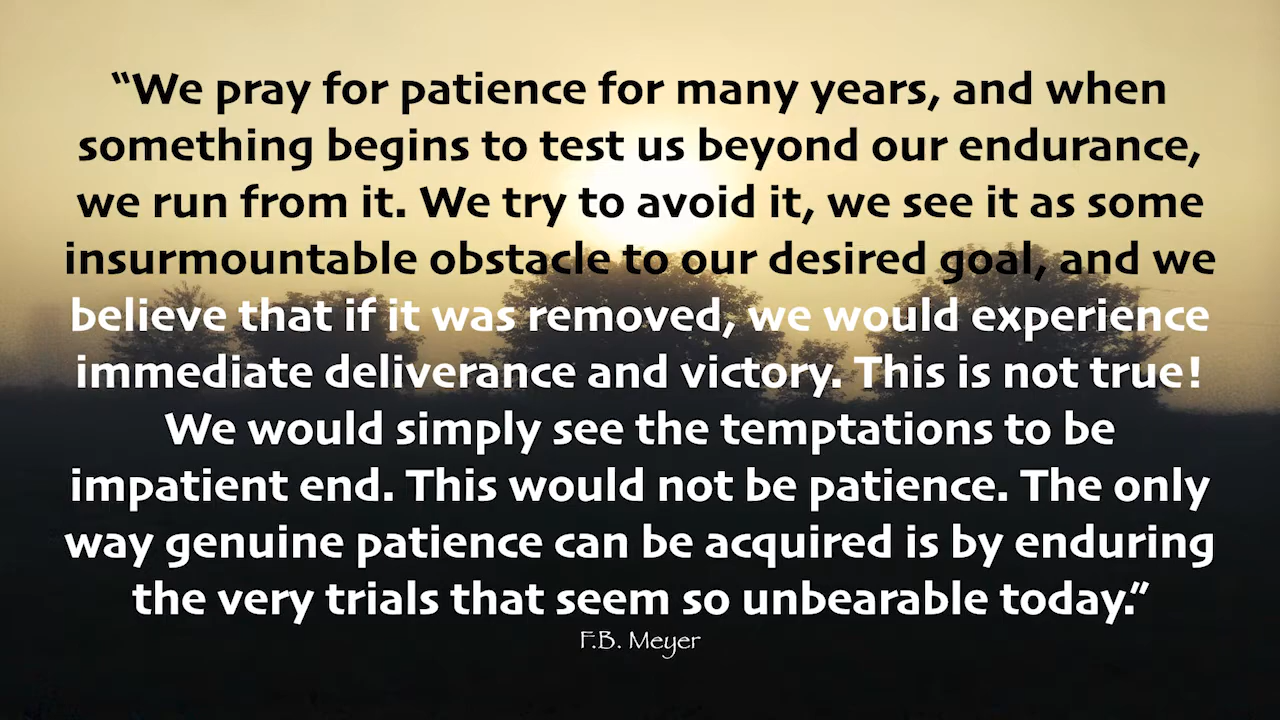 “We pray for patience for many years, and when
something begins to test us beyond our endurance,
we run from it. We try to avoid it, we see it as some
insurmountable obstacle to our desired goal, and we
believe that if it was removed, we would experience
immediate deliverance and victory. This is not true!
We would simply see the temptations to be
impatient end. This would not be patience. The only
way genuine patience can be acquired is by enduring
the very trials that seem so unbearable today.”
F.B. Meyer